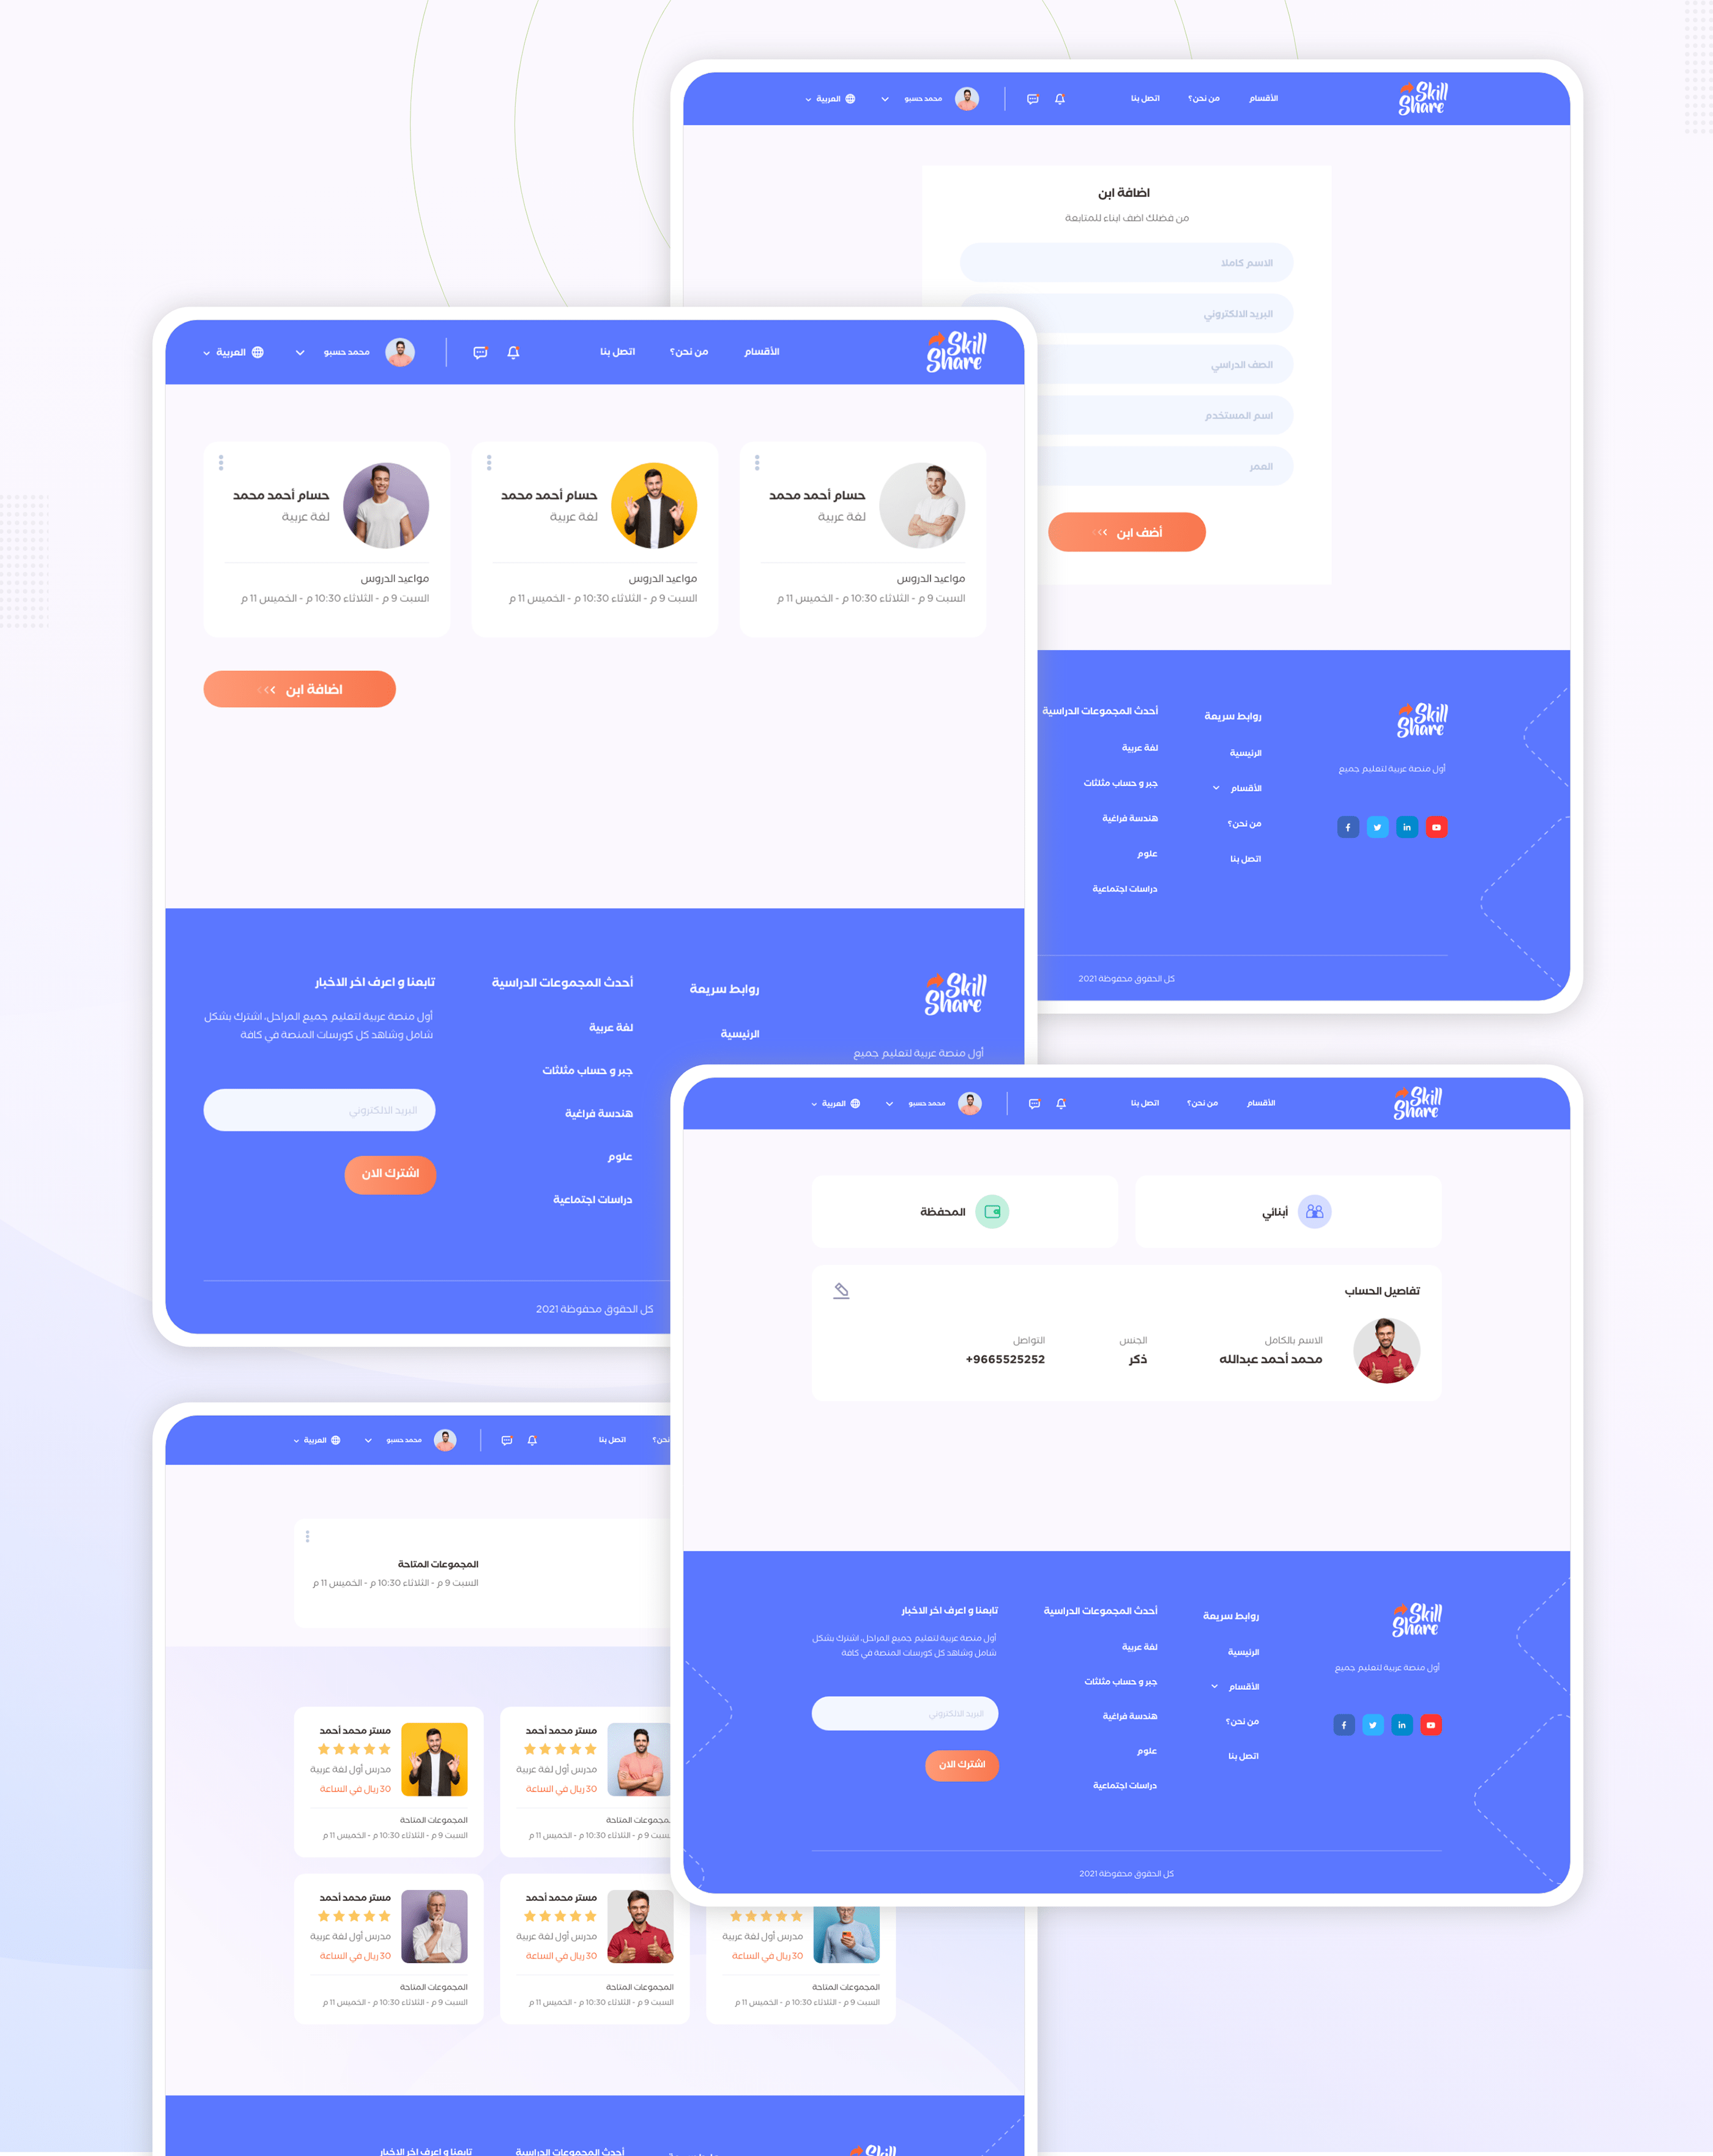 Skill
Share
الأقسام
من نحن؟
اتصل بنا
محمد حسبو
العربية
اضافة ابن
من فضلك اضف ابناء للمتابعة
الاسم كاملا
البريد الالكتروني
الصف الدراسي
اسم المستخدم
العمر
أضف ابن
Skill
Share
أول منصة عربية لتعليم جميع
روابط سريعة
الرئيسية
الأقسام
من نحن؟
اتصل بنا
أحدث المجموعات الدراسية
لغة عربية
جبر و حساب مثلثات
هندسة فراغية
علوم
دراسات اجتماعية
كل الحقوق محفوظة 2021
Skill
Share
الأقسام
من نحن؟
اتصل بنا
محمد حسبو
العربية
حسام أحمد محمد
لغة عربية
مواعيد الدروس
السبت 9 م - الثلاثاء 10:30 م - الخميس 11 م
حسام أحمد محمد
لغة عربية
مواعيد الدروس
السبت 9 م - الثلاثاء 10:30 م - الخميس 11 م
حسام أحمد محمد
لغة عربية
مواعيد الدروس
السبت 9 م - الثلاثاء 10:30 م - الخميس 11 م
اضافة ابن
Skill
Share
أول منصة عربية لتعليم جميع
روابط سريعة
الرئيسية
أحدث المجموعات الدراسية
لغة عربية
جبر و حساب مثلثات
هندسة فراغية
علوم
دراسات اجتماعية
تابعنا و اعرف اخر الاخبار
أول منصة عربية لتعليم جميع المراحل، اشترك بشكل
شامل وشاهد كل كورسات المنصة في كافة
البريد الالكتروني
اشترك الان
كل الحقوق محفوظة 2021
Skill
Share
الأقسام
من نحن؟
اتصل بنا
محمد حسبو
العربية
أبنائي
المحفظة
تفاصيل الحساب
الاسم بالكامل
محمد أحمد عبدالله
الجنس
ذكر
التواصل
+9665525252
Skill
Share
أول منصة عربية لتعليم جميع
روابط سريعة
الرئيسية
الأقسام
من نحن؟
اتصل بنا
أحدث المجموعات الدراسية
لغة عربية
جبر و حساب مثلثات
هندسة فراغية
علوم
دراسات اجتماعية
تابعنا و اعرف اخر الاخبار
أول منصة عربية لتعليم جميع المراحل، اشترك بشكل
شامل وشاهد كل كورسات المنصة في كافة
البريد الالكتروني
اشترك الان
كل الحقوق محفوظة 2021
نحن؟
اتصل بنا
محمد حسبو
العربية
المجموعات المتاحة
السبت 9 م - الثلاثاء 10:30 م - الخميس 11 م
مستر محمد أحمد
مدرس أول لغة عربية
30 ريال في الساعة
المجموعات المتاحة
السبت 9 م - الثلاثاء 10:30 م - الخميس 11 م
مستر محمد أحمد
مدرس أول لغة عربية
30 ريال في الساعة
المجموعات المتاحة
السبت 9 م - الثلاثاء 10:30 م - الخميس 11 م
مدرس أول لغة عربية
30 ريال في الساعة
المجموعات المتاحة
السبت 9 م - الثلاثاء 10:30 م - الخميس 11 م
مستر محمد أحمد
مدرس أول لغة عربية
30 ريال في الساعة
المجموعات المتاحة
السبت 9 م - الثلاثاء 10:30 م - الخميس 11 م
مستر محمد أحمد
مدرس أول لغة عربية
30 ريال في الساعة
المجموعات المتاحة
السبت 9 م - الثلاثاء 10:30 م - الخميس 11 م
Skill
أحدث المجموعات الدراسية
تابعنا و اعرف اخر الاخبار